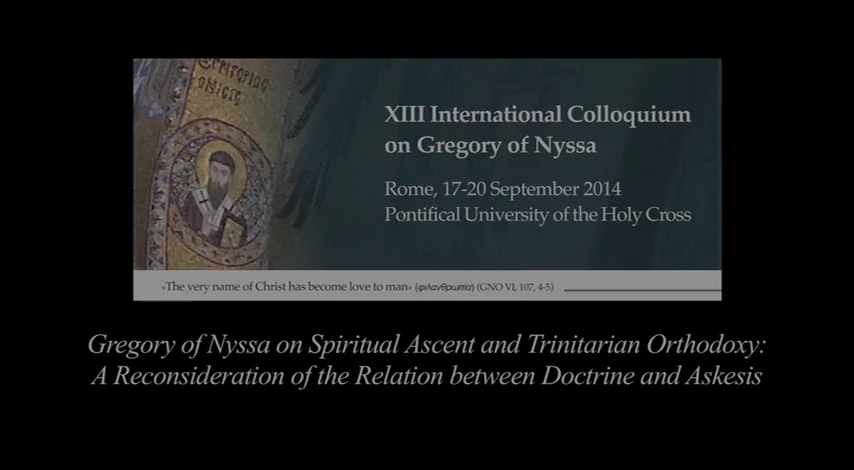 ΓΡΗΓΟΡΙΟΣ
XIII International Colloquium
on Gregory of Nyssa
Rome, 17-20 September 2014
Pontifical University of the Holy Cross
«The very name of Christ has become love to man» (φιλανθρωπία) (GNO VI, 107, 4-5)
Gregory of Nyssa on Spiritual Ascent and Trinitarian Orthodoxy:
A Reconsideration of the Relation between Doctrine and Askesis